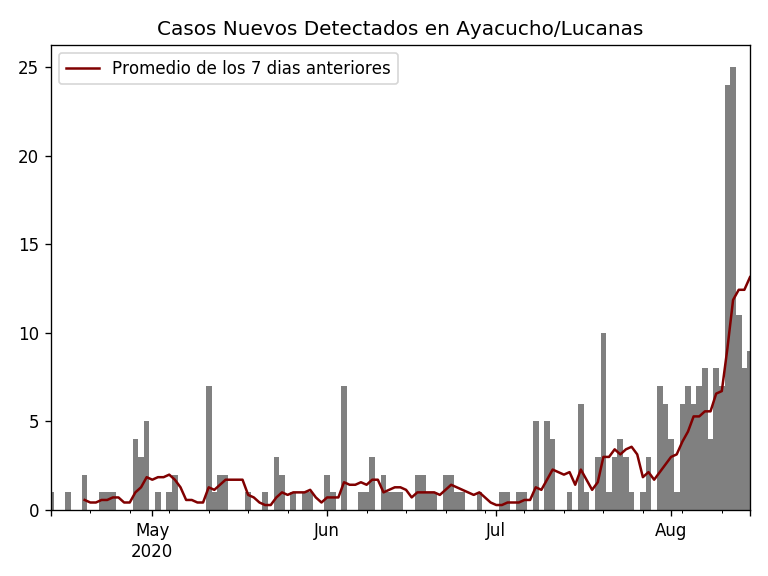 Casos Nuevos Detectados en Ayacucho/Lucanas
Promedio de los 7 dias anteriores
25
20
15
10
5
0
May
2020
Jun
Jul
Aug